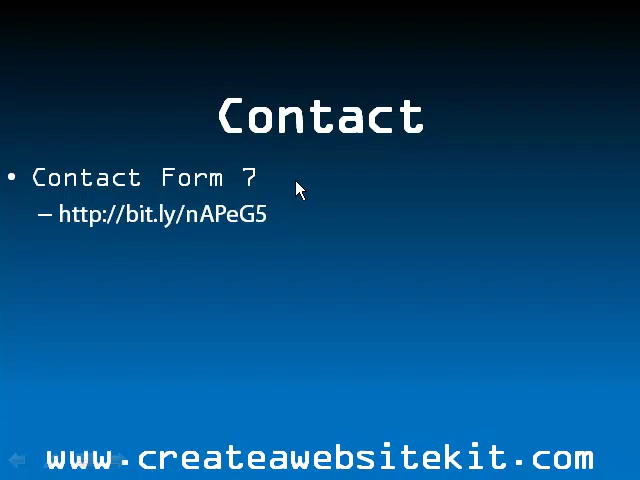 Contact
• Contact Form 7
– http://bit.ly/nAPeG5
www.createawebsitekit.com